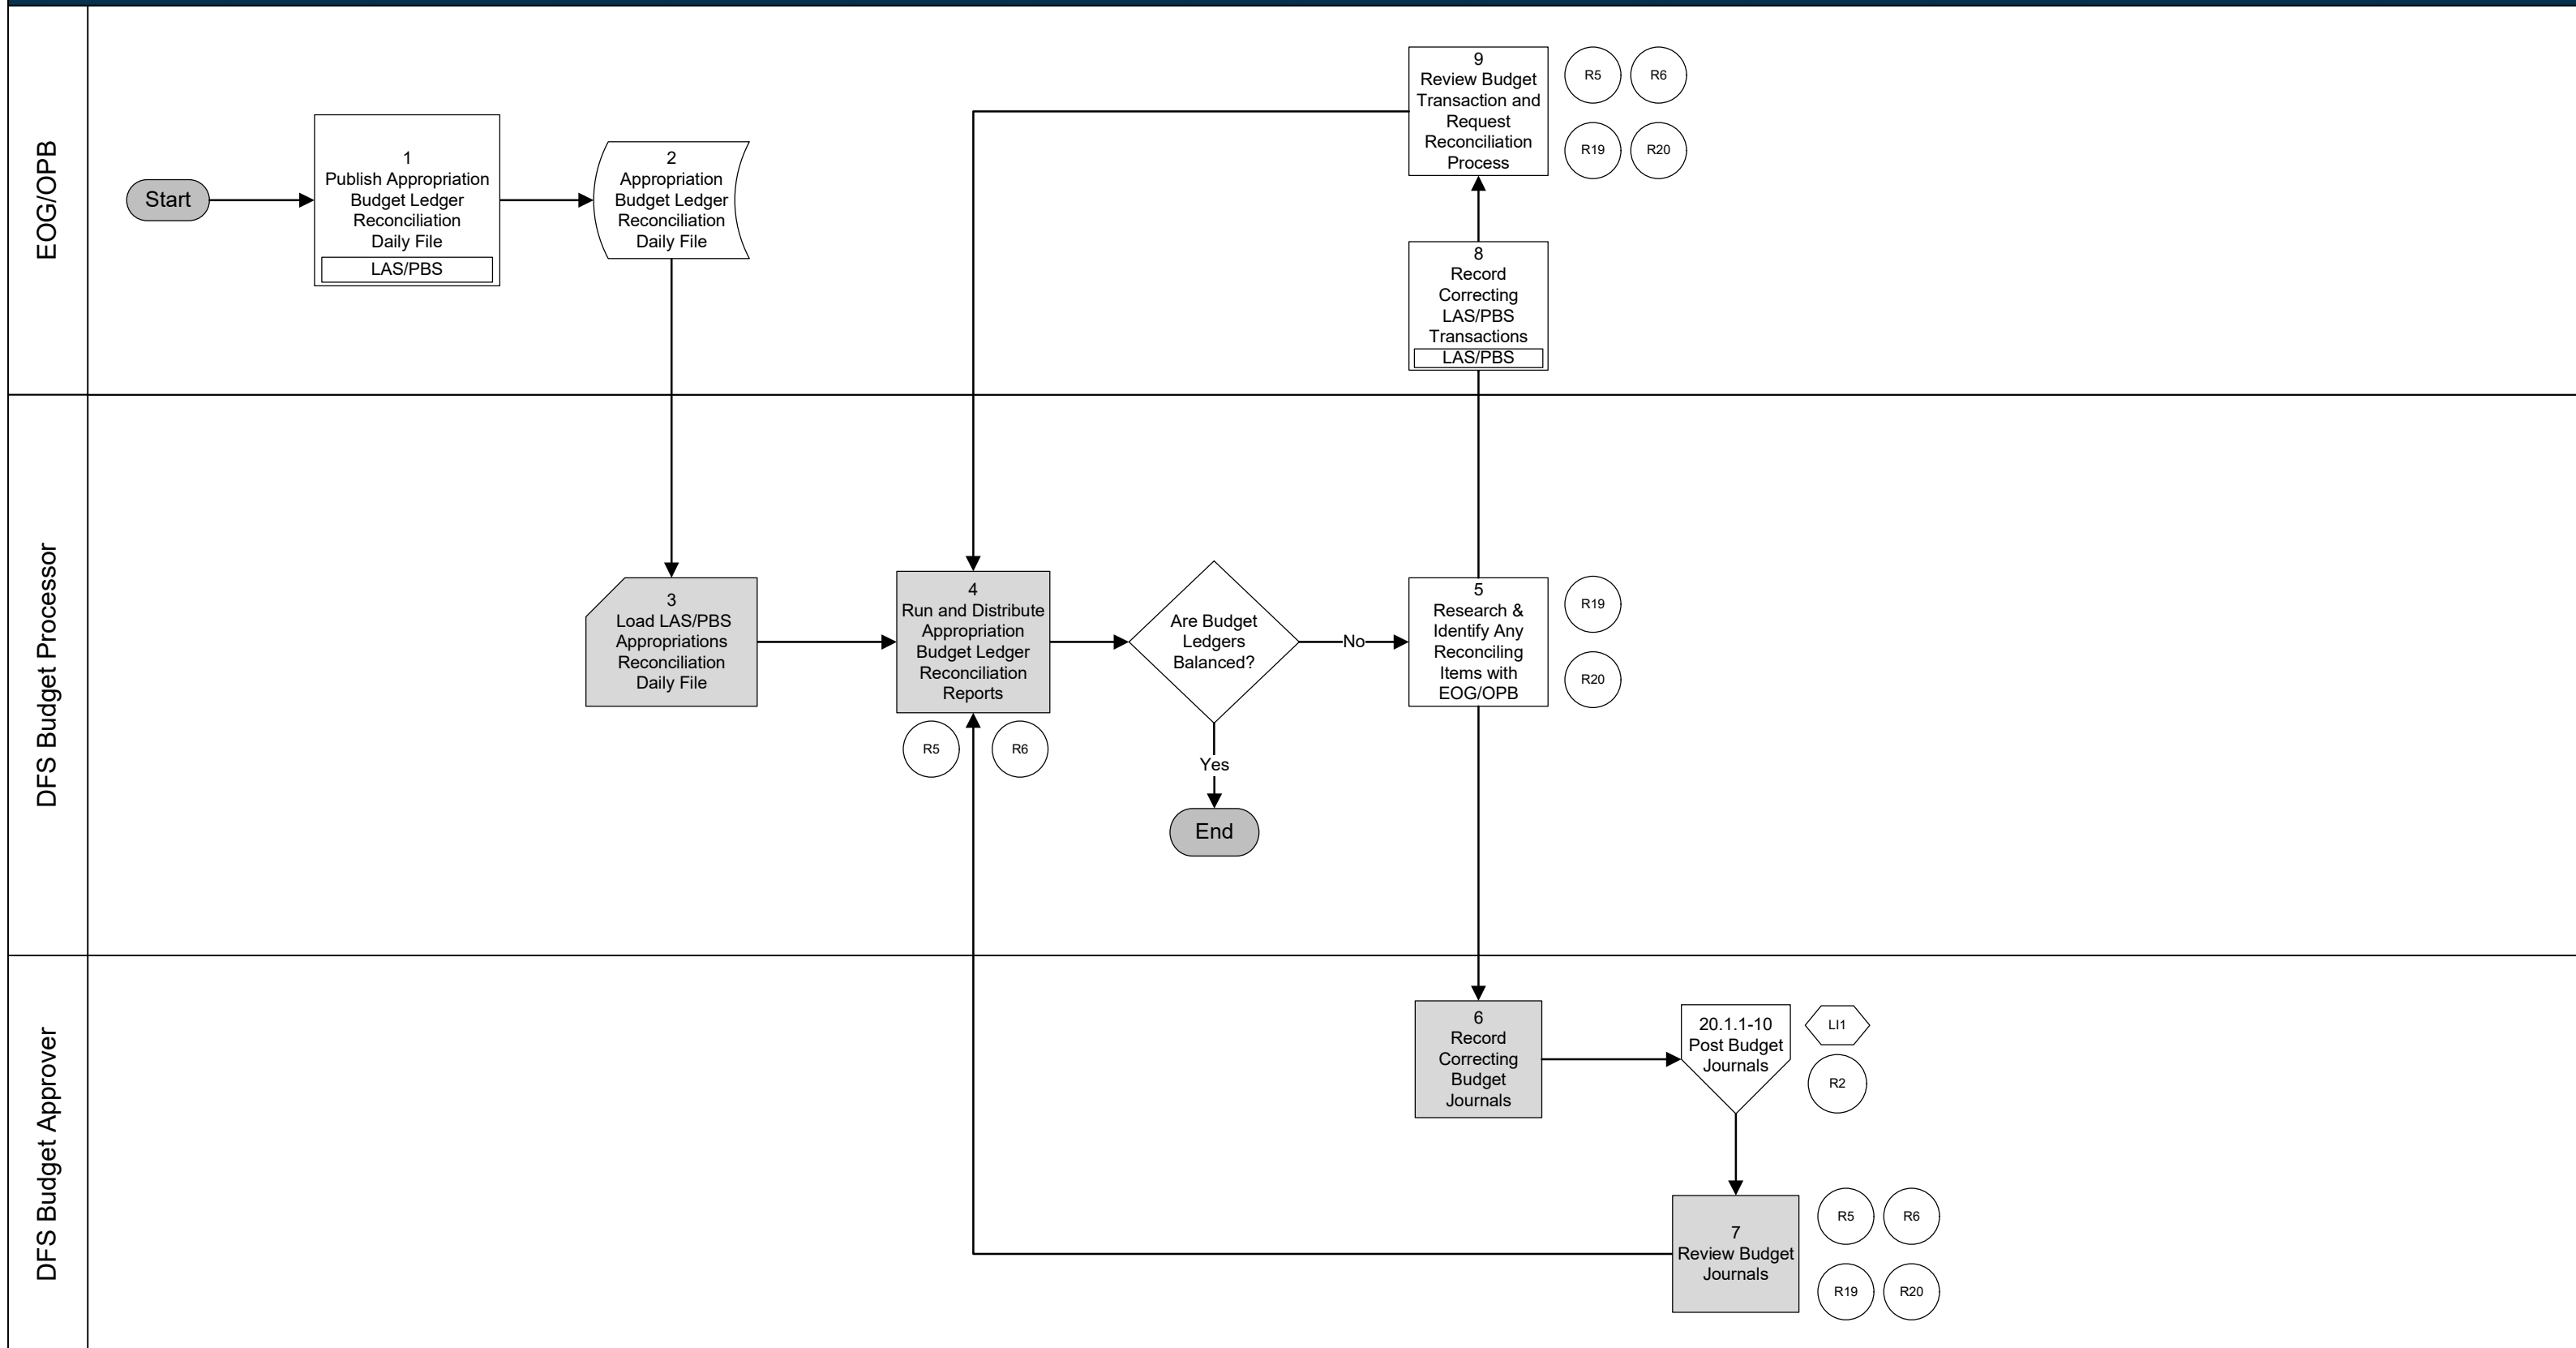 EOG/OPB
Start
1
Publish Appropriation
Budget Ledger
Reconciliation
Daily File
LAS/PBS
2
Appropriation
Budget Ledger
Reconciliation
Daily File
9
Review Budget
Transaction and
Request
Reconciliation
Process
R5
R6
R19
R20
8
Record
Correcting
LAS/PBS
Transactions
LAS/PBS
DFS Budget Processor
3
Load LAS/PBS
Appropriations
Reconciliation
Daily File
4
Run and Distribute
Appropriation
Budget Ledger
Reconciliation
Reports
R5
R6
Are Budget
Ledgers
Balanced?
No
Yes
End
5
Research &
Identify Any
Reconciling
Items with
EOG/OPB
R19
R20
DFS Budget Approver
6
Record
Correcting
Budget
Journals
20.1.1-10
Post Budget
Journals
LI1
R2
7
Review Budget
Journals
R5
R6
R19
R20